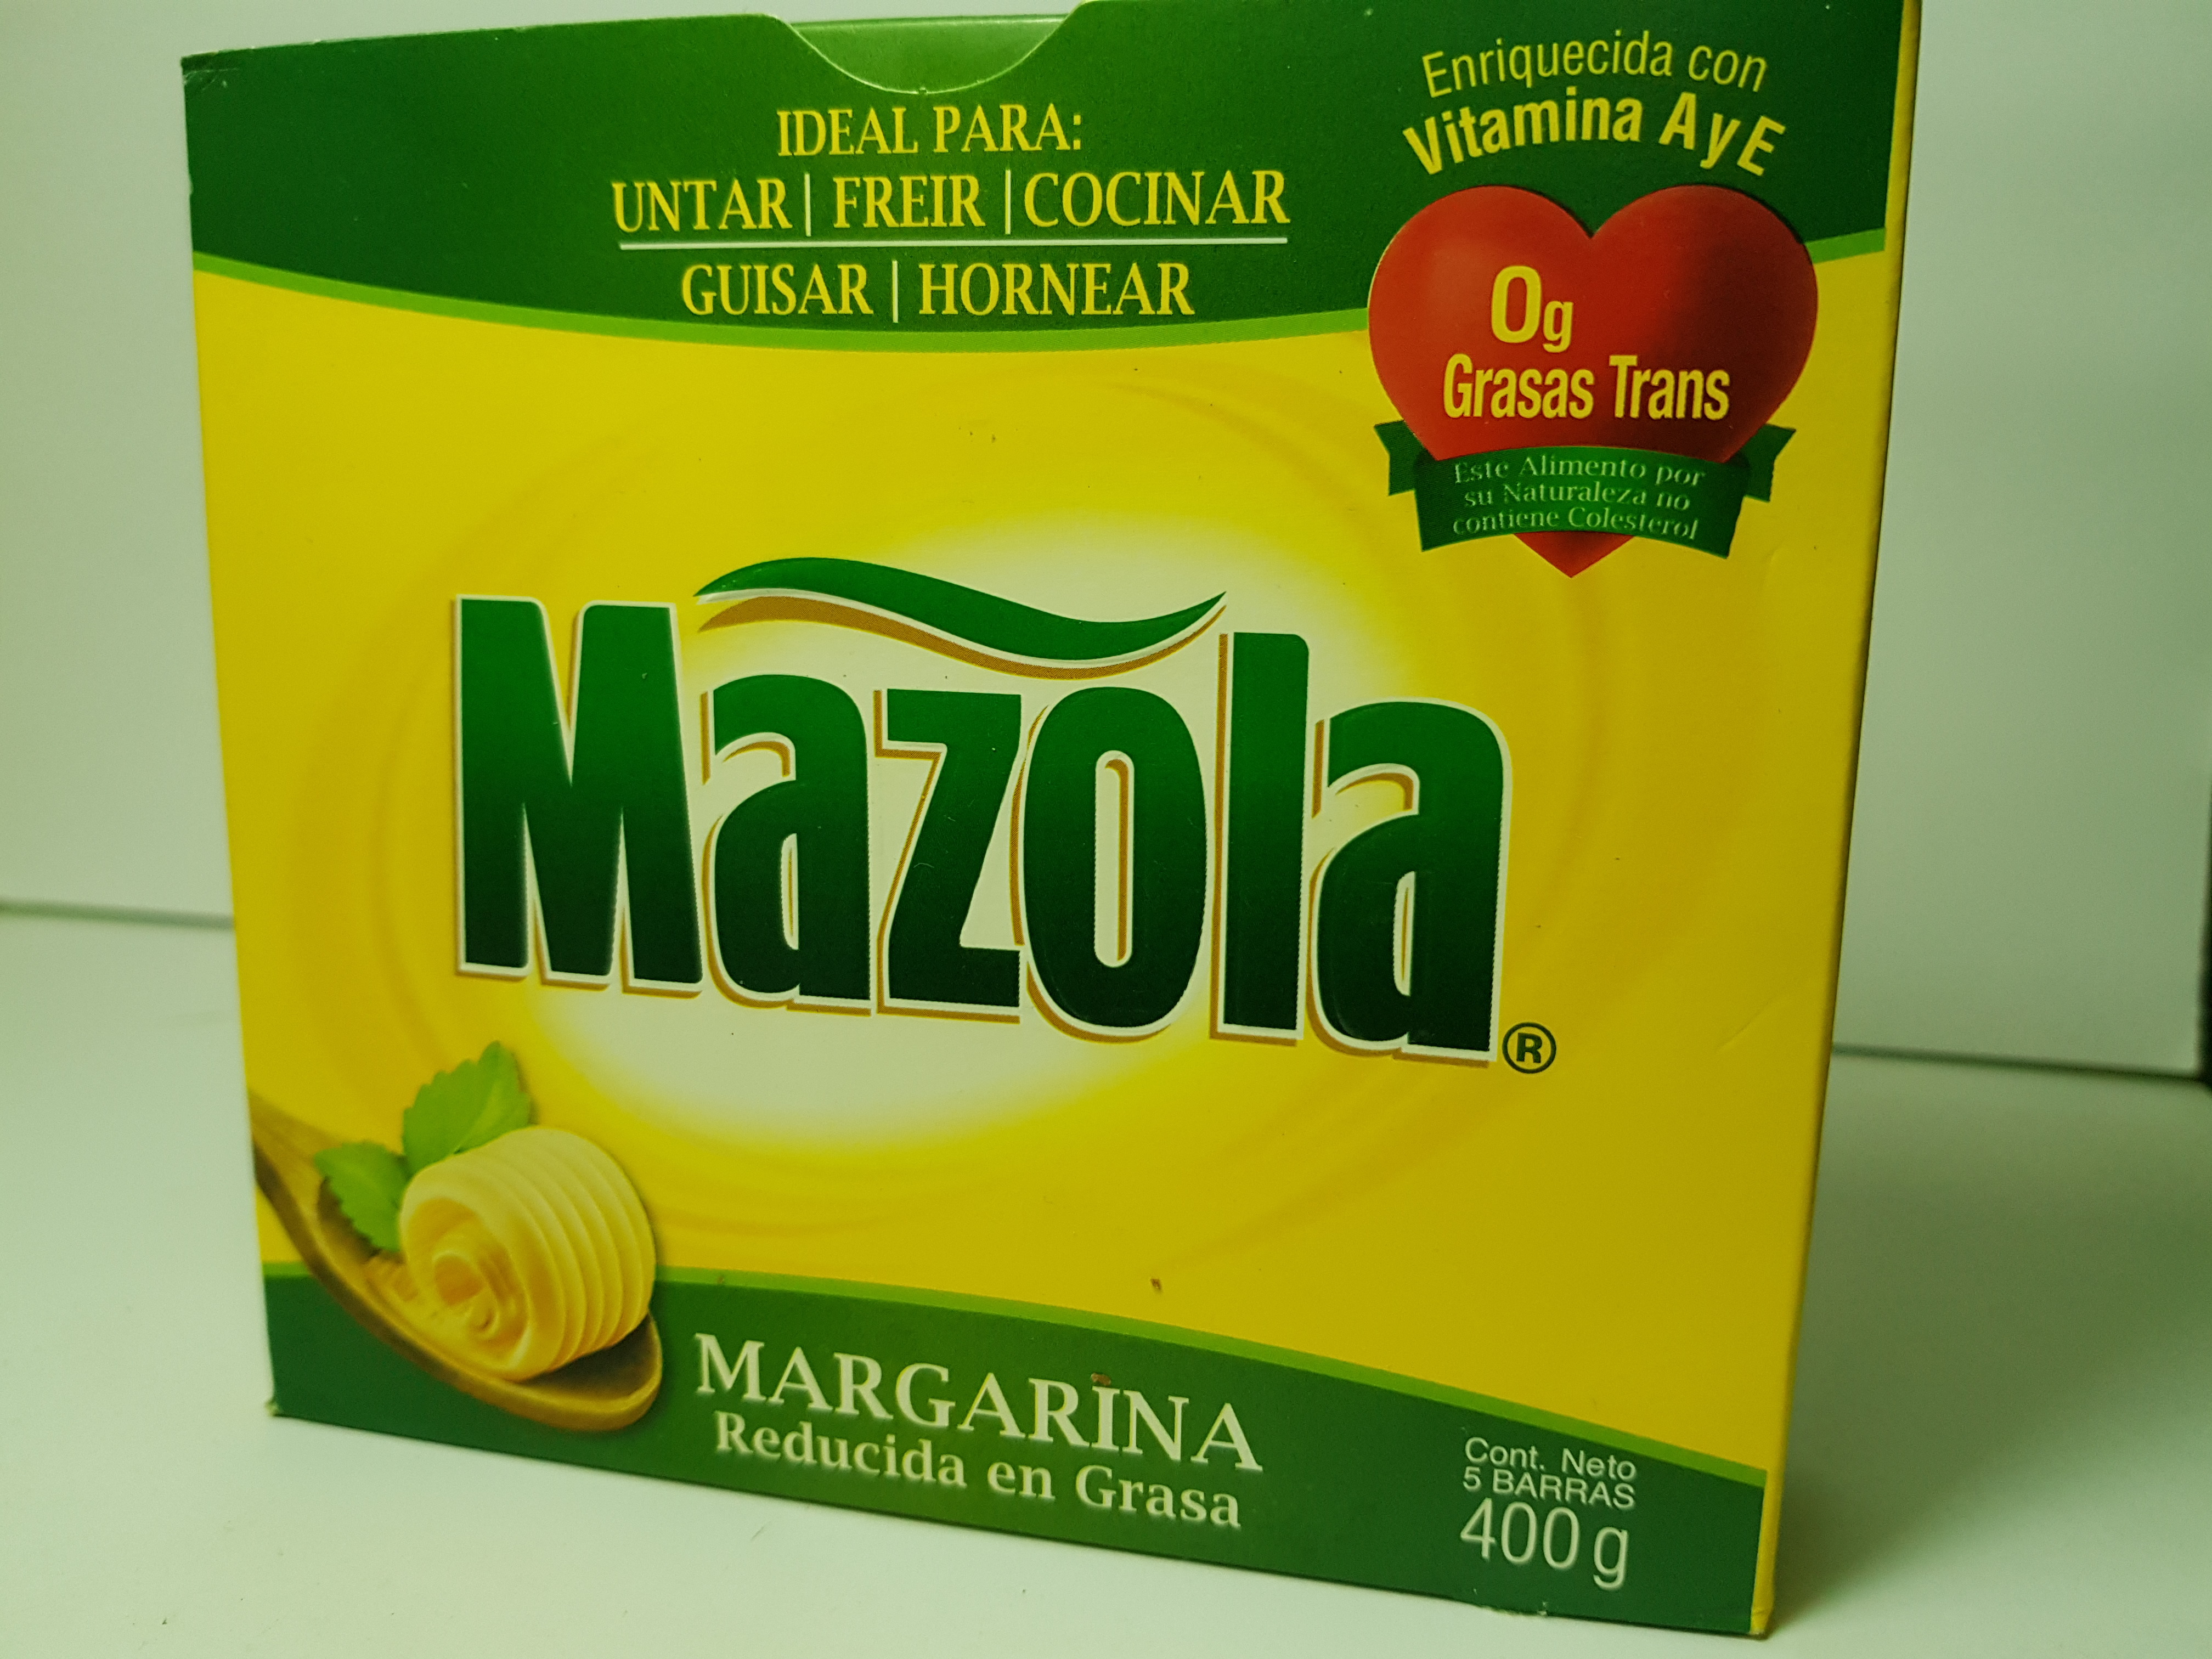 IDEAL PARA:
UNTAR | FREIR | COCINAR
GUISAR | HORNEAR
Enriquecida con
Vitamina A y E
0g
Grasas Trans
Este Alimento por
su Naturaleza no
contiene Colesterol
Mazola®
MARGARINA
Reducida en Grasa
Cont. Neto
5 BARRAS
400 g